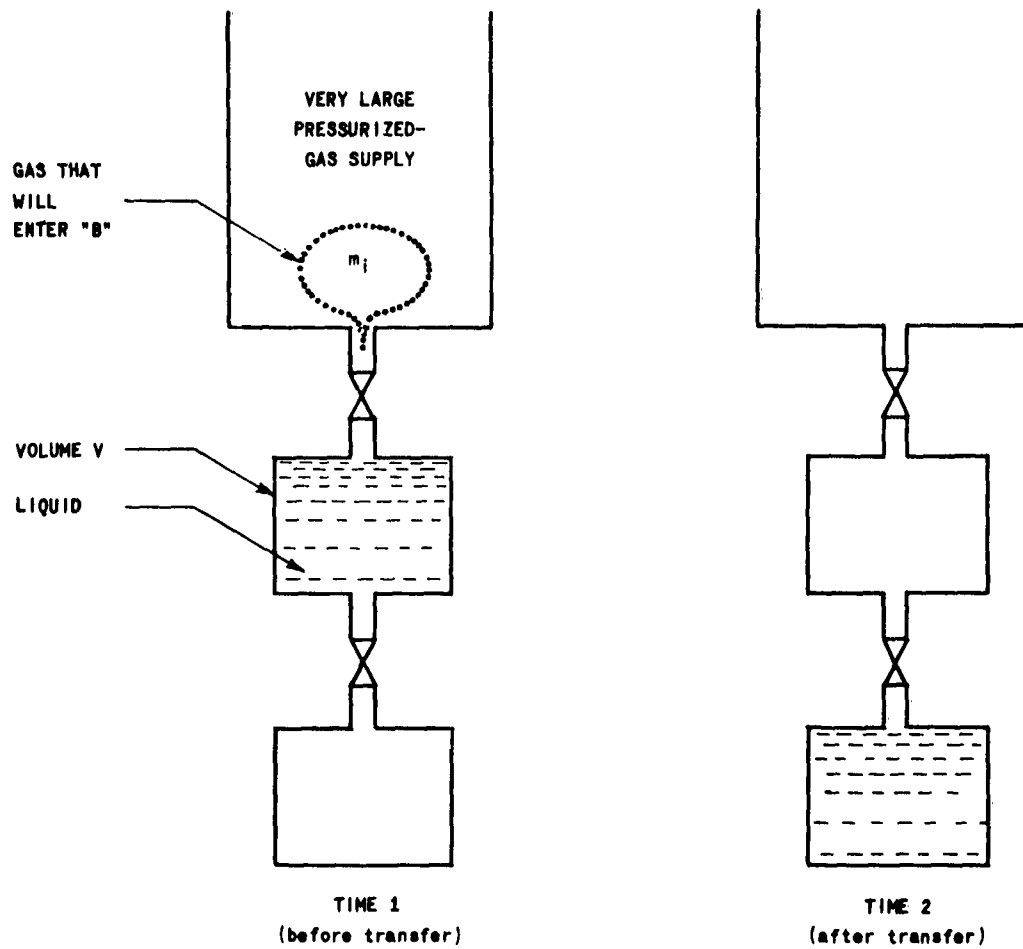 VERY LARGE
PRESSURIZED-
GAS SUPPLY
GAS THAT
WILL
ENTER "B"
mi
VOLUME V
LIQUID
TIME 1
(before transfer)
TIME 2
(after transfer)